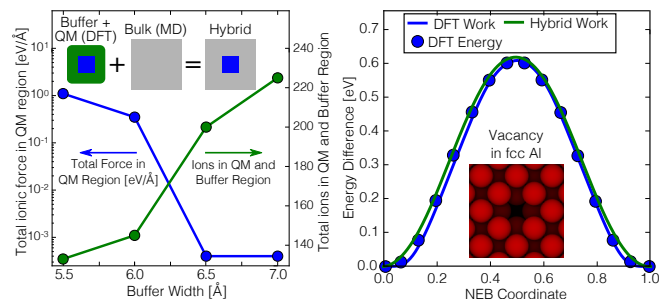 Buffer +
QM (DFT)
Bulk (MD)
Hybrid
+
=
Total ionic force in QM region [eV/Å]
10¹
10⁰
10⁻¹
10⁻²
10⁻³
Total Force in
QM Region [eV/Å]
Ions in QM and
Buffer Region
240
220
200
180
160
140
Total ions in QM and Buffer Region
5.5
6.0
6.5
7.0
Buffer Width [Å]
DFT Work
Hybrid Work
DFT Energy
Energy Difference [eV]
0.8
0.7
0.6
0.5
0.4
0.3
0.2
0.1
0.0
Vacancy
in fcc Al
0.0
0.2
0.4
0.6
0.8
1.0
NEB Coordinate